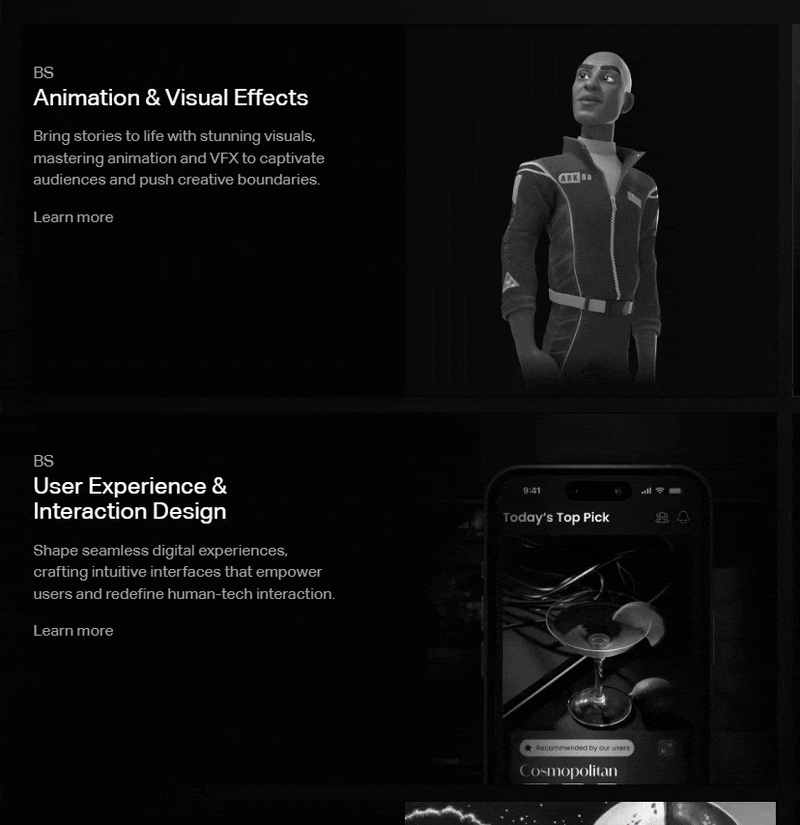 BS
Animation & Visual Effects
Bring stories to life with stunning visuals,
mastering animation and VFX to captivate
audiences and push creative boundaries.
Learn more
ARK
BS
User Experience &
Interaction Design
Shape seamless digital experiences,
crafting intuitive interfaces that empower
users and redefine human-tech interaction.
Learn more
9:41
Today's Top Pick
Recommended by our users
Cosmopolitan